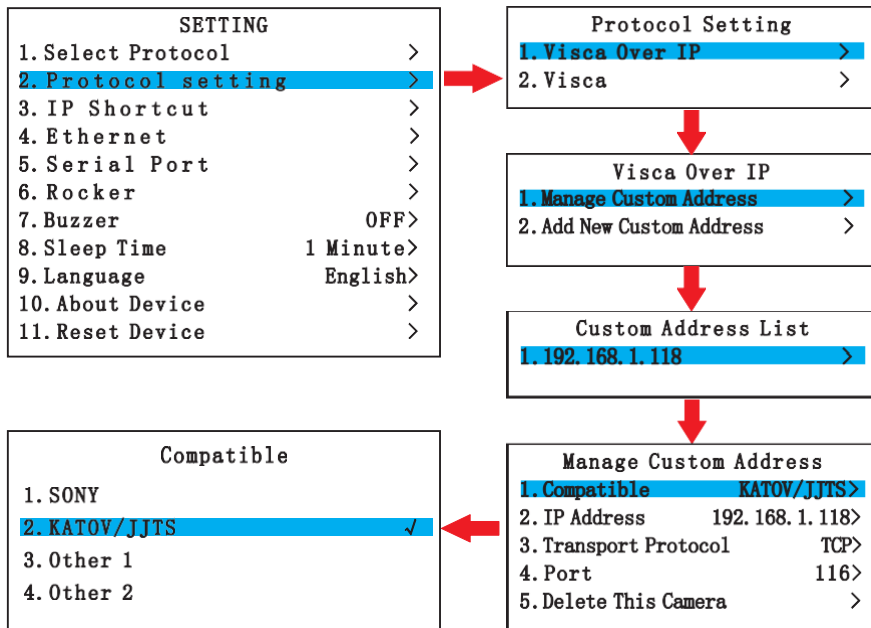 SETTING
1. Select Protocol >
2. Protocol setting >
3. IP Shortcut >
4. Ethernet >
5. Serial Port >
6. Rocker >
7. Buzzer OFF>
8. Sleep Time 1 Minute>
9. Language English>
10. About Device >
11. Reset Device >
Protocol Setting
1. Visca Over IP >
2. Visca >
Visca Over IP
1. Manage Custom Address >
2. Add New Custom Address >
Custom Address List
1. 192.168.1.118 >
Manage Custom Address
1. Compatible KATOV/JJTS>
2. IP Address 192.168.1.118>
3. Transport Protocol TCP>
4. Port 116>
5. Delete This Camera >
Compatible
1. SONY
2. KATOV/JJTS √
3. Other 1
4. Other 2